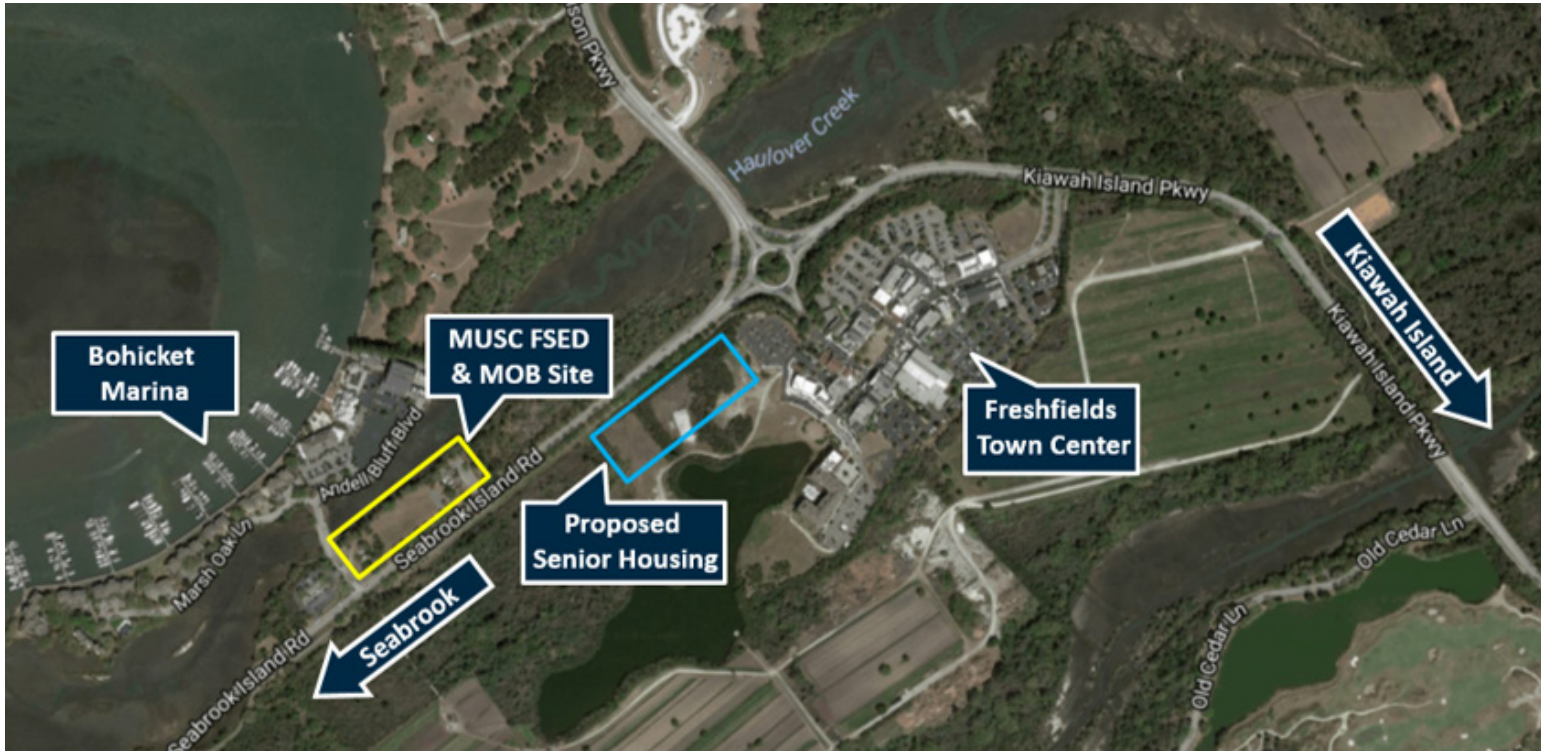 son Pkwy
Haulover Creek
Kiawah Island Pkwy
Kiawah Island
Kiawah Island Pkwy
Bohicket
Marina
MUSC FSED
& MOB Site
Freshfields
Town Center
Andell Bluff Blvd
Seabrook Island Rd
Proposed
Senior Housing
Marsh Oak Ln
Seabrook
Old Cedar Ln
Old Cedar Ln
Seabrook Island Rd